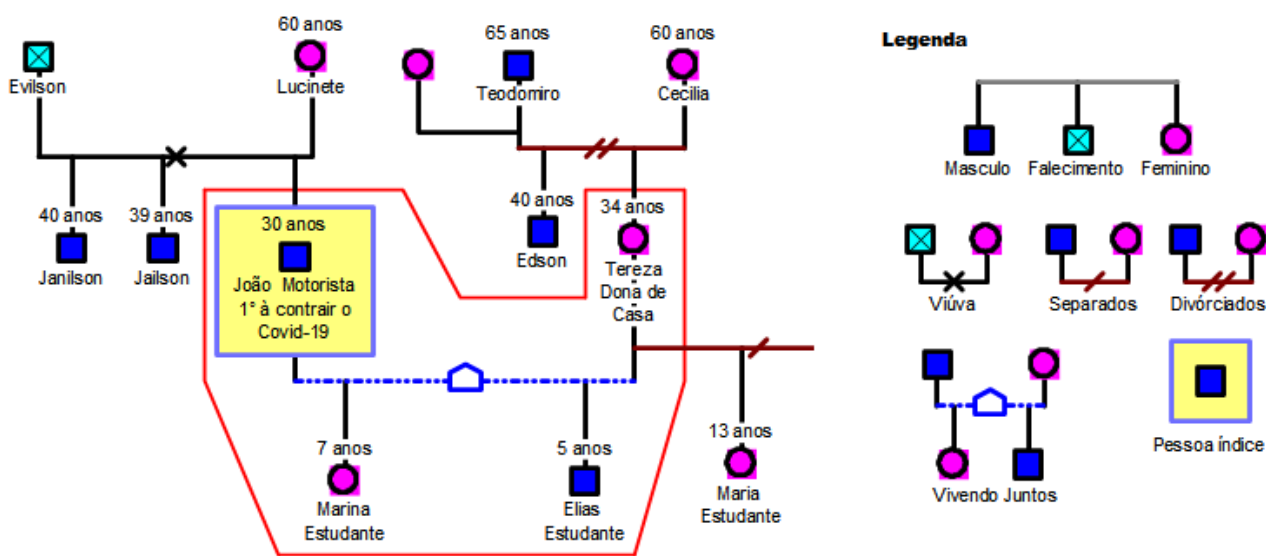 60 anos
Evilson
Lucinete
65 anos
60 anos
Teodomiro
Cecilia
40 anos
39 anos
Janilson
Jailson
30 anos
João Motorista
1° à contrair o
Covid-19
40 anos
Edson
34 anos
Tereza
Dona de
Casa
7 anos
Marina
Estudante
5 anos
Elias
Estudante
13 anos
Maria
Estudante
Legenda
Masculo
Falecimento
Feminino
Viúva
Separados
Divórciados
Vivendo Juntos
Pessoa índice